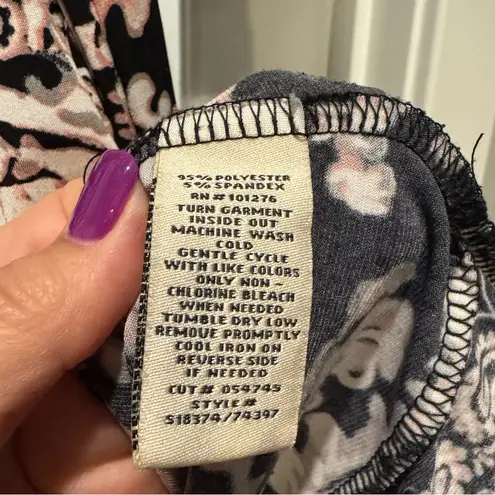 95% POLYESTER
5% SPANDEX
RN# 101276
TURN GARMENT
INSIDE OUT
MACHINE WASH
COLD
GENTLE CYCLE
WITH LIKE COLORS
ONLY NON-
CHLORINE BLEACH
WHEN NEEDED
TUMBLE DRY LOW
REMOVE PROMPTLY
COOL IRON ON
REVERSE SIDE
IF NEEDED
CUT# 054745
STYLE#
S18374/74397